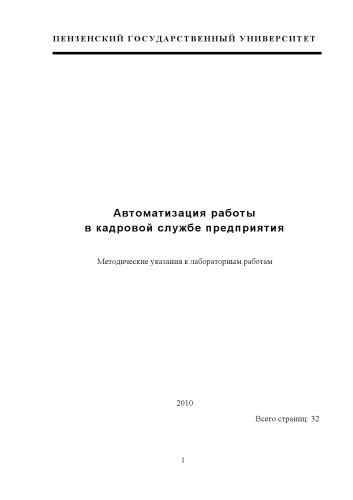 ПЕНЗЕНСКИЙ ГОСУДАРСТВЕННЫЙ УНИВЕРСИТЕТ
Автоматизация работы
в кадровой службе предприятия
Методические указания к лабораторным работам
2010
Всего страниц: 32
1